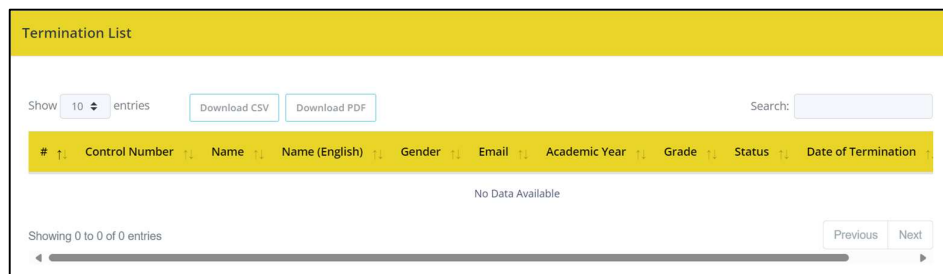 Termination List
Show 10 entries Download CSV Download PDF Search:
# Control Number Name Name (English) Gender Email Academic Year Grade Status Date of Termination
No Data Available
Showing 0 to 0 of 0 entries Previous Next